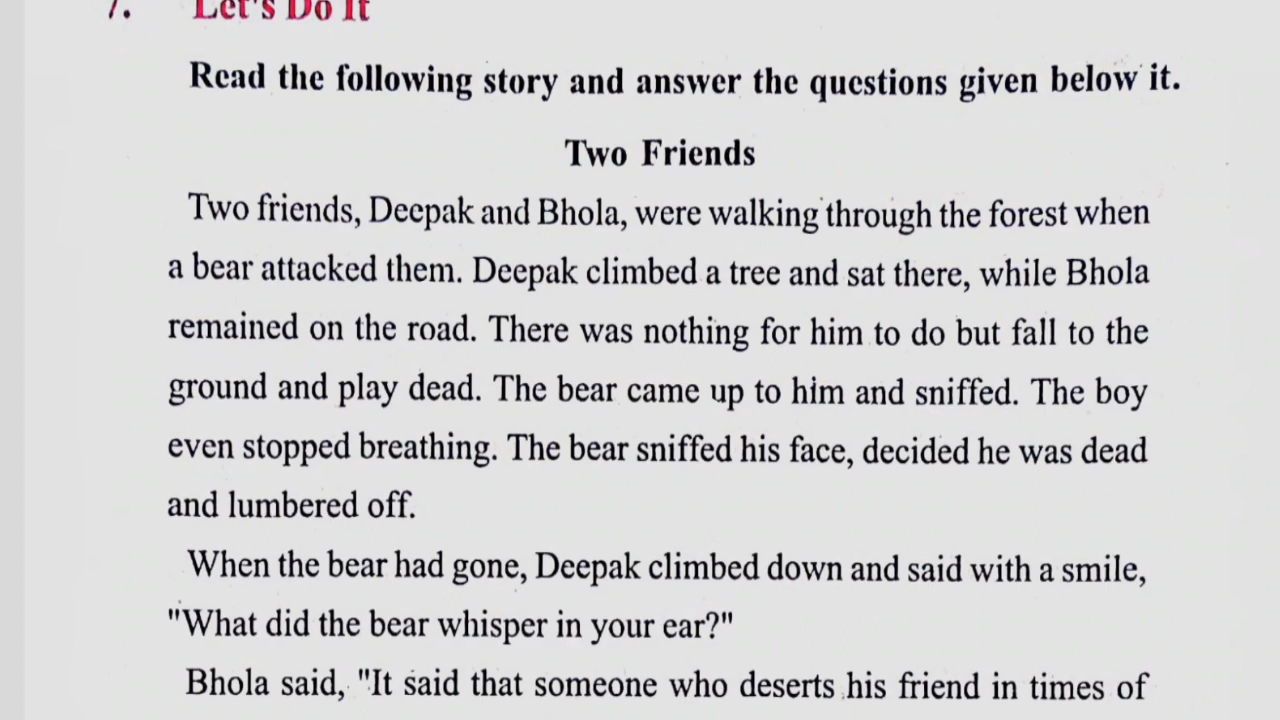 7. Let's Do It
Read the following story and answer the questions given below it.
Two Friends
Two friends, Deepak and Bhola, were walking through the forest when
a bear attacked them. Deepak climbed a tree and sat there, while Bhola
remained on the road. There was nothing for him to do but fall to the
ground and play dead. The bear came up to him and sniffed. The boy
even stopped breathing. The bear sniffed his face, decided he was dead
and lumbered off.
When the bear had gone, Deepak climbed down and said with a smile,
"What did the bear whisper in your ear?"
Bhola said, "It said that someone who deserts his friend in times of